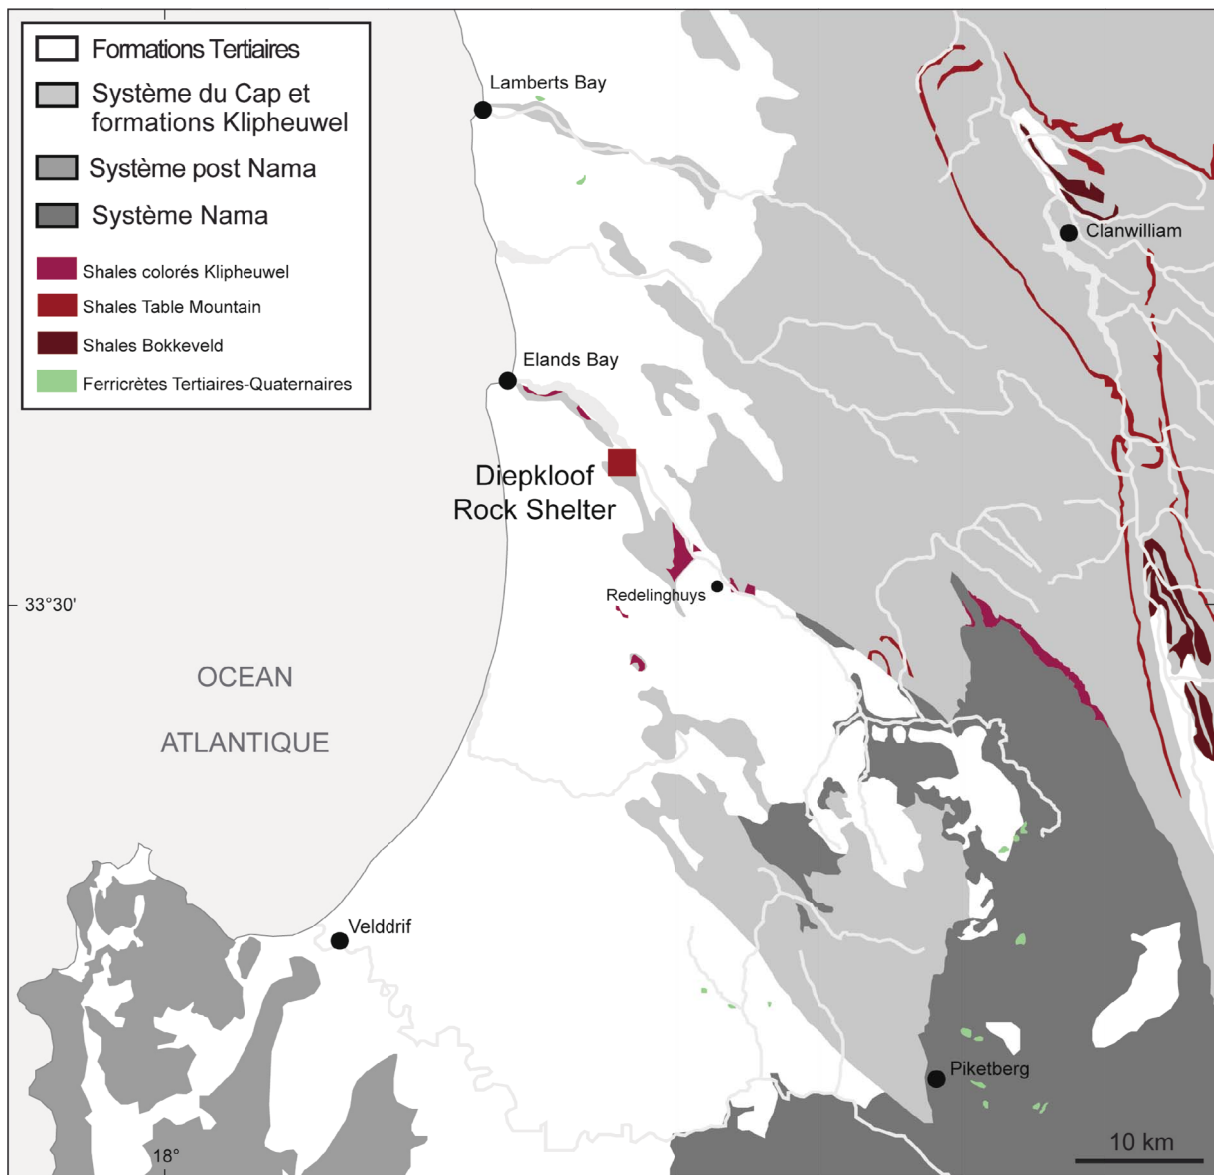 Formations Tertiaires
Système du Cap et
formations Klipheuwel
Système post Nama
Système Nama
Shales colorés Klipheuwel
Shales Table Mountain
Shales Bokkeveld
Ferricrètes Tertiaires-Quaternaires
Lamberts Bay
Clanwilliam
Elands Bay
Diepkloof
Rock Shelter
Redelinghuys
33°30'
OCEAN
ATLANTIQUE
Velddrif
Piketberg
10 km
18°